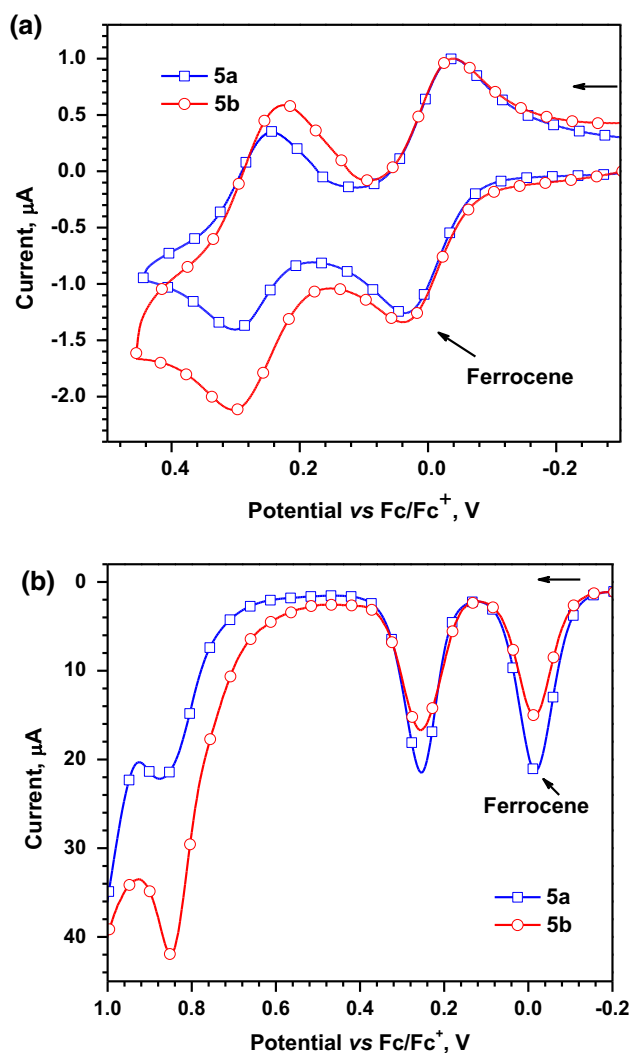 (a)
5a
5b
1.0
0.5
0.0
-0.5
-1.0
-1.5
-2.0
Current, µA
Ferrocene
0.4 0.2 0.0 -0.2
Potential vs Fc/Fc⁺, V
(b)
0
10
20
30
40
Current, µA
Ferrocene
5a
5b
1.0 0.8 0.6 0.4 0.2 0.0 -0.2
Potential vs Fc/Fc⁺, V